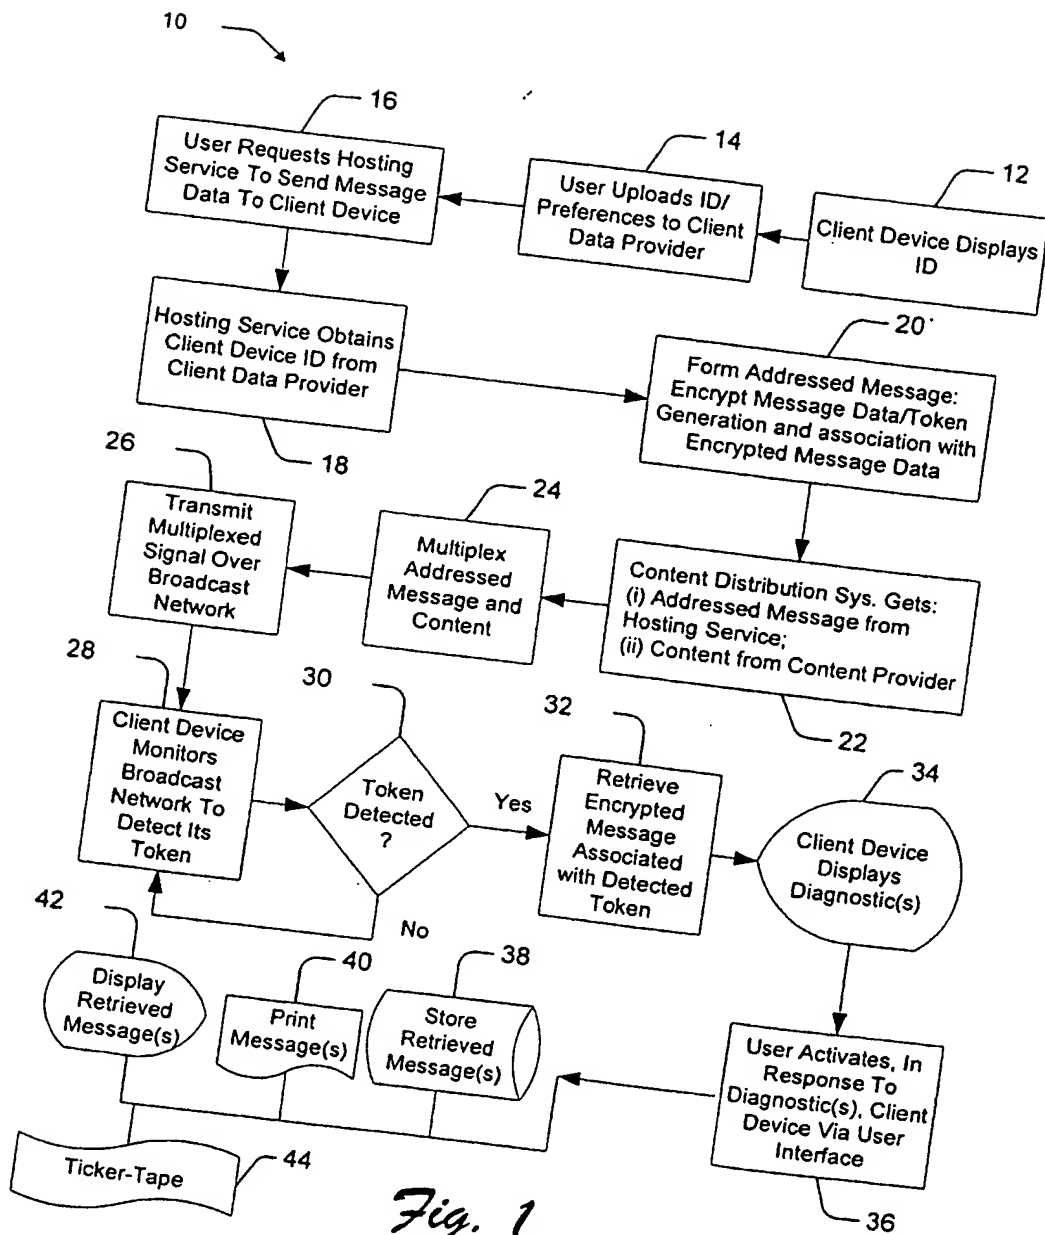 10
16
User Requests Hosting
Service To Send Message
Data To Client Device
14
User Uploads ID/
Preferences to Client
Data Provider
12
Client Device Displays
ID
Hosting Service Obtains
Client Device ID from
Client Data Provider
18
20
Form Addressed Message:
Encrypt Message Data/Token
Generation and association with
Encrypted Message Data
26
Transmit
Multiplexed
Signal Over
Broadcast
Network
24
Multiplex
Addressed
Message and
Content
Content Distribution Sys. Gets:
(i) Addressed Message from
Hosting Service;
(ii) Content from Content Provider
22
28
Client Device
Monitors
Broadcast
Network To
Detect Its
Token
30
Token
Detected
?
Yes
No
32
Retrieve
Encrypted
Message
Associated
with Detected
Token
34
Client Device
Displays
Diagnostic(s)
42
Display
Retrieved
Message(s)
40
Print
Message(s)
38
Store
Retrieved
Message(s)
User Activates, In
Response To
Diagnostic(s), Client
Device Via User
Interface
36
Ticker-Tape
44
Fig. 1